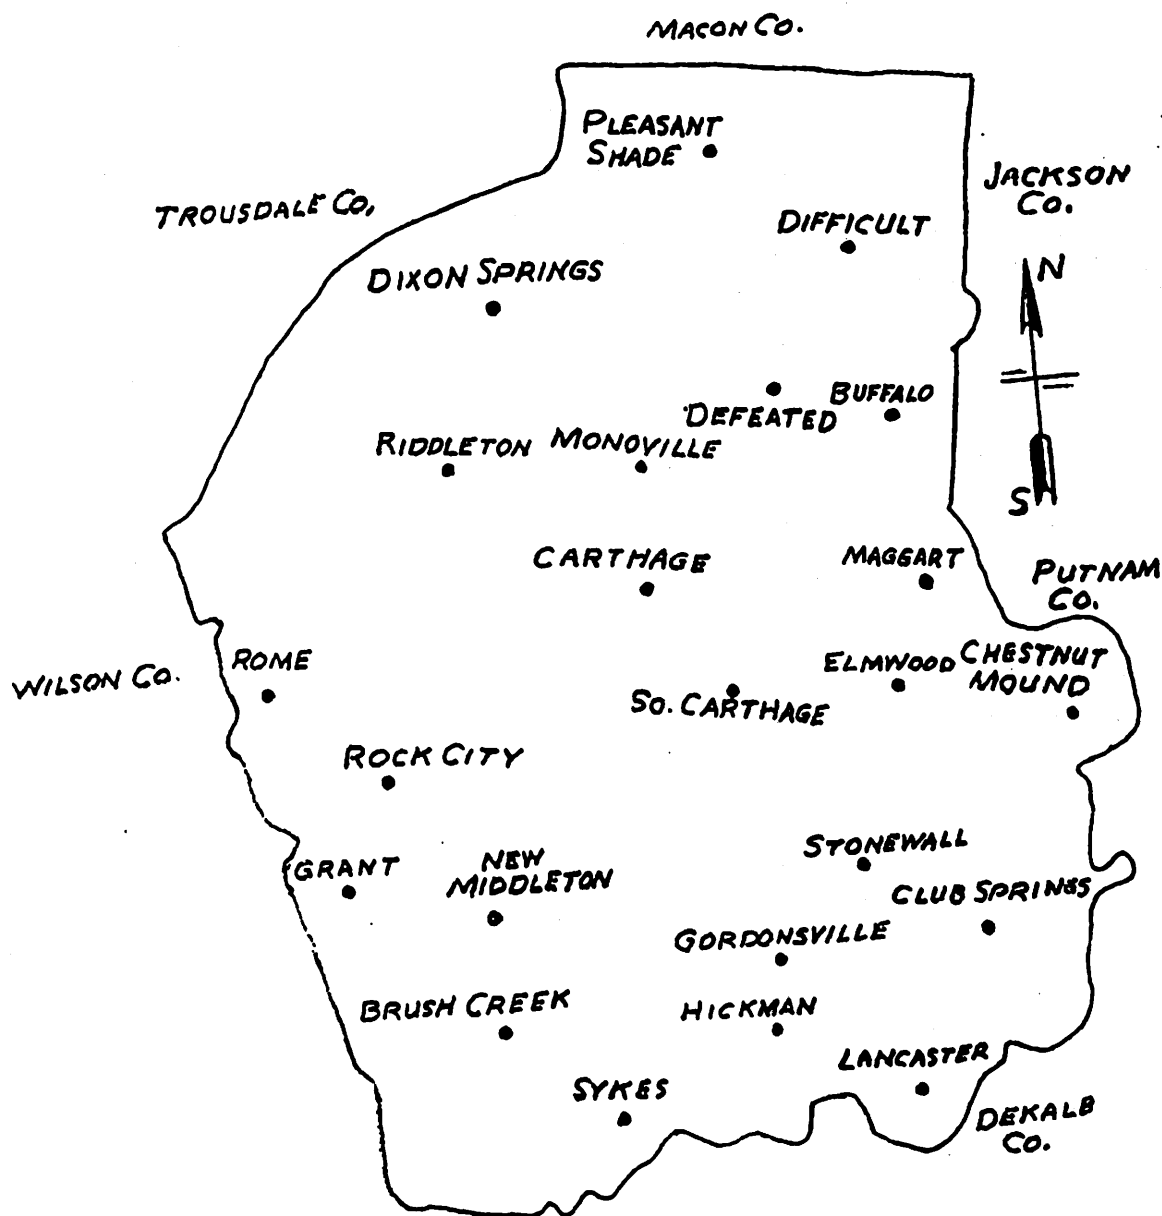 MACON CO.
PLEASANT
SHADE
JACKSON
CO.
TROUSDALE CO,
DIFFICULT
DIXON SPRINGS
N
BUFFALO
DEFEATED
RIDDLETON
MONOVILLE
S
CARTHAGE
MAGGART
PUTNAM
CO.
WILSON CO.
ROME
ELMWOOD
CHESTNUT
MOUND
SO. CARTHAGE
ROCK CITY
STONEWALL
GRANT
NEW
MIDDLETON
CLUB SPRINGS
GORDONSVILLE
BRUSH CREEK
HICKMAN
LANCASTER
SYKES
DEKALB
CO.